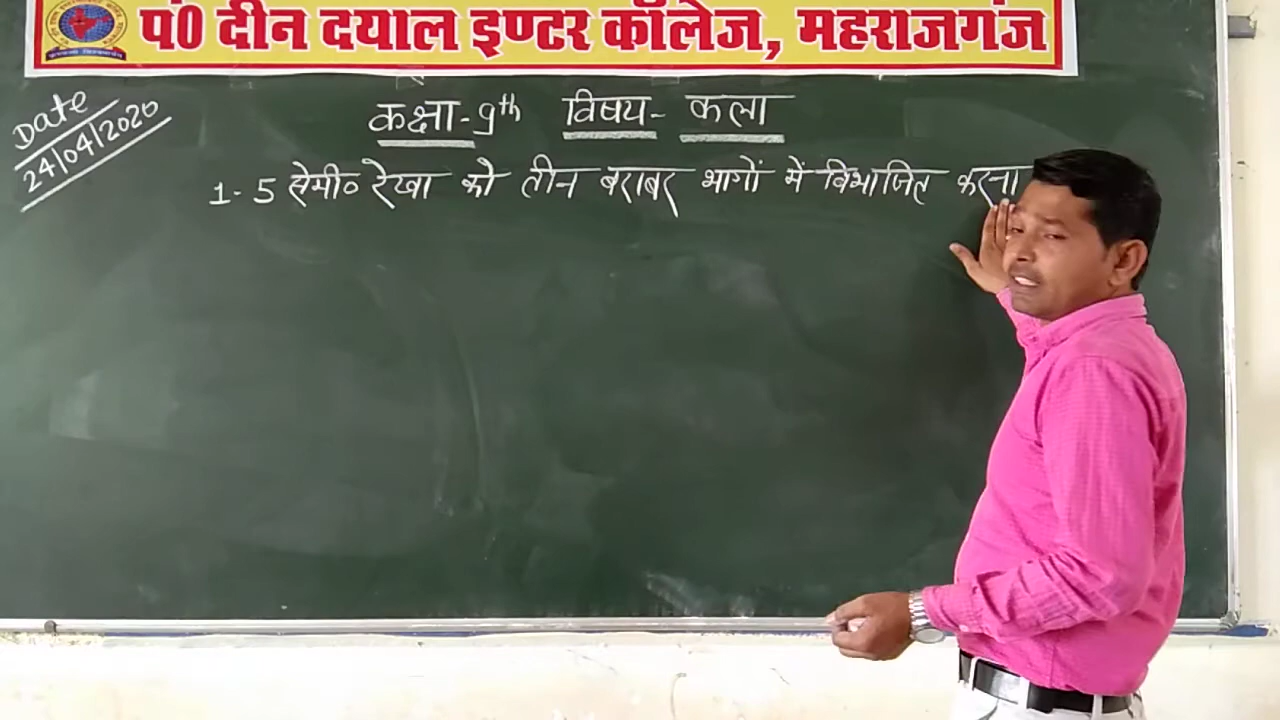 पं0 दीन दयाल इण्टर कॉलेज, महराजगंज
Date
24/04/2020
कक्षा-9th विषय- कला
1- 5 सेमी० रेखा को तीन बराबर भागों में विभाजित करना